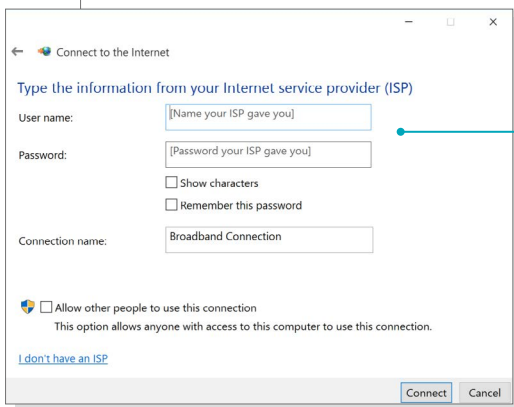 Connect to the Internet
Type the information from your Internet service provider (ISP)
User name:
[Name your ISP gave you]
Password:
[Password your ISP gave you]
Show characters
Remember this password
Connection name:
Broadband Connection
Allow other people to use this connection
This option allows anyone with access to this computer to use this connection.
I don't have an ISP
Connect
Cancel